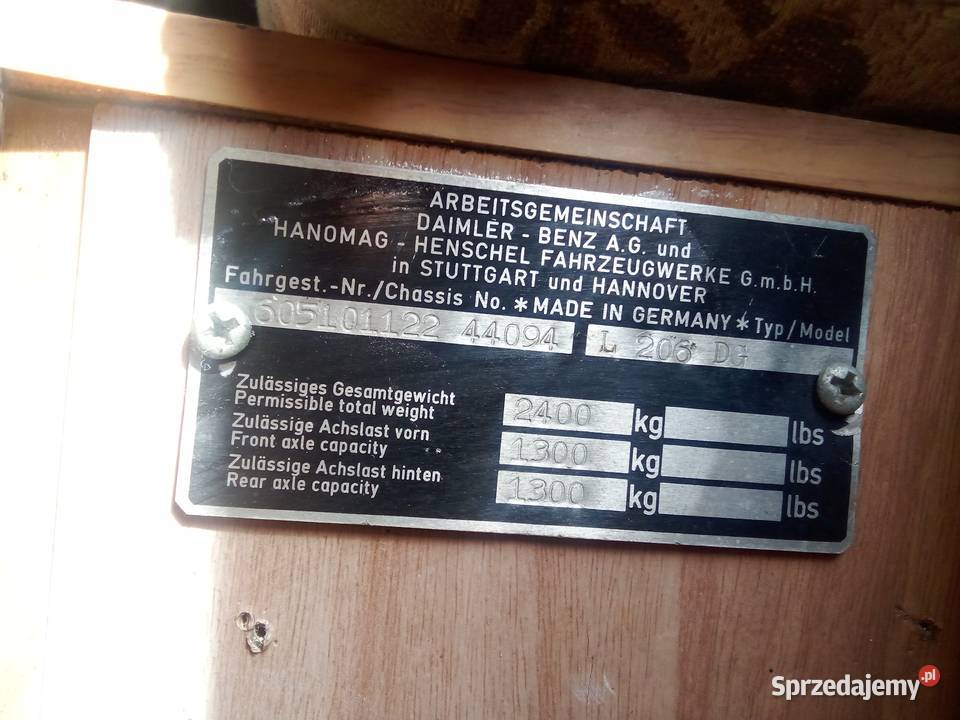 ARBEITSGEMEINSCHAFT
DAIMLER - BENZ A.G. und
HANOMAG - HENSCHEL FAHRZEUGWERKE G.m.b.H.
in STUTTGART und HANNOVER
Fahrgest.-Nr./Chassis No. * MADE IN GERMANY * Typ/Model
605101122 44094 L 206 DG
Zulässiges Gesamtgewicht
Permissible total weight 2400 kg lbs
Zulässige Achslast vorn
Front axle capacity 1300 kg lbs
Zulässige Achslast hinten
Rear axle capacity 1300 kg lbs
Sprzedajemy.pl